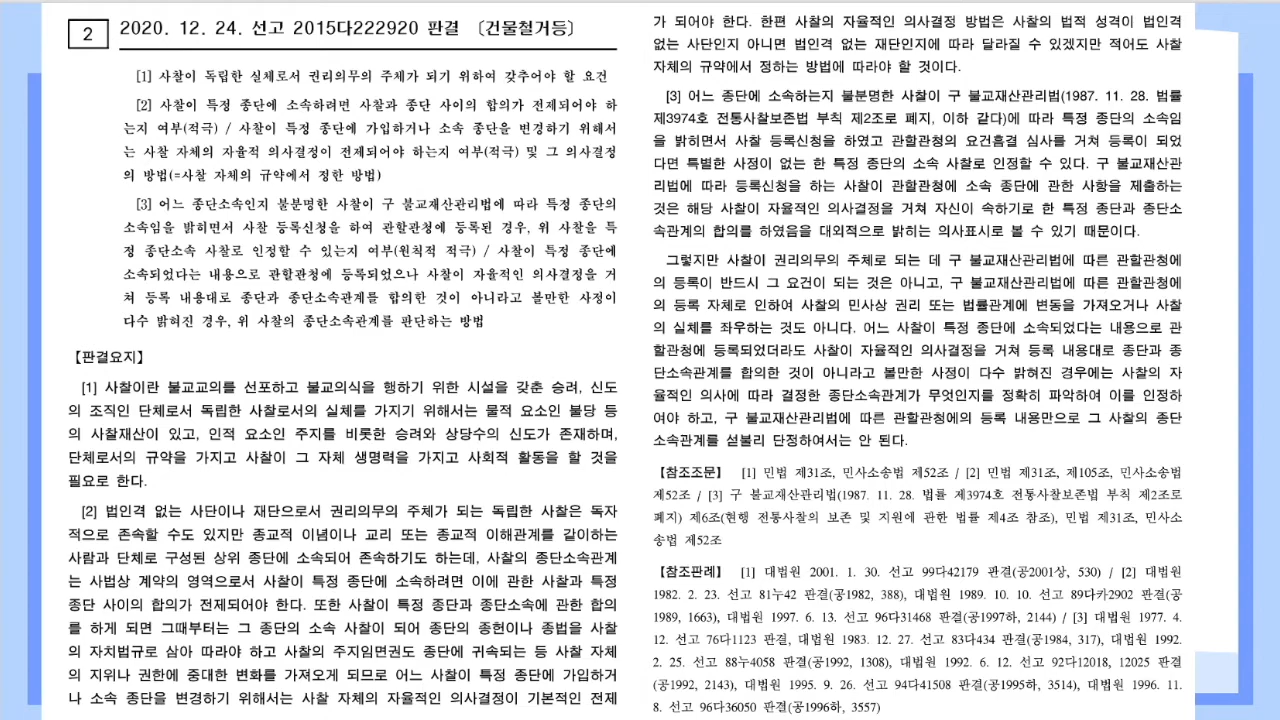 2
2020. 12. 24. 선고 2015다222920 판결 〔건물철거등〕
[1] 사찰이 독립한 실체로서 권리의무의 주체가 되기 위하여 갖추어야 할 요건
[2] 사찰이 특정 종단에 소속하려면 사찰과 종단 사이의 합의가 전제되어야 하
는지 여부(적극) / 사찰이 특정 종단에 가입하거나 소속 종단을 변경하기 위해서
는 사찰 자체의 자율적 의사결정이 전제되어야 하는지 여부(적극) 및 그 의사결정
의 방법(=사찰 자체의 규약에서 정한 방법)
[3] 어느 종단소속인지 불분명한 사찰이 구 불교재산관리법에 따라 특정 종단의
소속임을 밝히면서 사찰 등록신청을 하여 관할관청에 등록된 경우, 위 사찰을 특
정 종단소속 사찰로 인정할 수 있는지 여부(원칙적 적극) / 사찰이 특정 종단에
소속되었다는 내용으로 관할관청에 등록되었으나 사찰이 자율적인 의사결정을 거
쳐 등록 내용대로 종단과 종단소속관계를 합의한 것이 아니라고 볼만한 사정이
다수 밝혀진 경우, 위 사찰의 종단소속관계를 판단하는 방법
【판결요지】
[1] 사찰이란 불교교의를 선포하고 불교의식을 행하기 위한 시설을 갖춘 승려, 신도
의 조직인 단체로서 독립한 사찰로서의 실체를 가지기 위해서는 물적 요소인 불당 등
의 사찰재산이 있고, 인적 요소인 주지를 비롯한 승려와 상당수의 신도가 존재하며,
단체로서의 규약을 가지고 사찰이 그 자체 생명력을 가지고 사회적 활동을 할 것을
필요로 한다.
[2] 법인격 없는 사단이나 재단으로서 권리의무의 주체가 되는 독립한 사찰은 독자
적으로 존속할 수도 있지만 종교적 이념이나 교리 또는 종교적 이해관계를 같이하는
사람과 단체로 구성된 상위 종단에 소속되어 존속하기도 하는데, 사찰의 종단소속관계
는 사법상 계약의 영역으로서 사찰이 특정 종단에 소속하려면 이에 관한 사찰과 특정
종단 사이의 합의가 전제되어야 한다. 또한 사찰이 특정 종단과 종단소속에 관한 합의
를 하게 되면 그때부터는 그 종단의 소속 사찰이 되어 종단의 종헌이나 종법을 사찰
의 자치법규로 삼아 따라야 하고 사찰의 주지임면권도 종단에 귀속되는 등 사찰 자체
의 지위나 권한에 중대한 변화를 가져오게 되므로 어느 사찰이 특정 종단에 가입하거
나 소속 종단을 변경하기 위해서는 사찰 자체의 자율적인 의사결정이 기본적인 전제
가 되어야 한다. 한편 사찰의 자율적인 의사결정 방법은 사찰의 법적 성격이 법인격
없는 사단인지 아니면 법인격 없는 재단인지에 따라 달라질 수 있겠지만 적어도 사찰
자체의 규약에서 정하는 방법에 따라야 할 것이다.
[3] 어느 종단에 소속하는지 불분명한 사찰이 구 불교재산관리법(1987. 11. 28. 법률
제3974호 전통사찰보존법 부칙 제2조로 폐지, 이하 같다)에 따라 특정 종단의 소속임
을 밝히면서 사찰 등록신청을 하였고 관할관청의 요건흠결 심사를 거쳐 등록이 되었
다면 특별한 사정이 없는 한 특정 종단의 소속 사찰로 인정할 수 있다. 구 불교재산관
리법에 따라 등록신청을 하는 사찰이 관할관청에 소속 종단에 관한 사항을 제출하는
것은 해당 사찰이 자율적인 의사결정을 거쳐 자신이 속하기로 한 특정 종단과 종단소
속관계의 합의를 하였음을 대외적으로 밝히는 의사표시로 볼 수 있기 때문이다.
그렇지만 사찰이 권리의무의 주체로 되는 데 구 불교재산관리법에 따른 관할관청에
의 등록이 반드시 그 요건이 되는 것은 아니고, 구 불교재산관리법에 따른 관할관청에
의 등록 자체로 인하여 사찰의 민사상 권리 또는 법률관계에 변동을 가져오거나 사찰
의 실체를 좌우하는 것도 아니다. 어느 사찰이 특정 종단에 소속되었다는 내용으로 관
할관청에 등록되었더라도 사찰이 자율적인 의사결정을 거쳐 등록 내용대로 종단과 종
단소속관계를 합의한 것이 아니라고 볼만한 사정이 다수 밝혀진 경우에는 사찰의 자
율적인 의사에 따라 결정한 종단소속관계가 무엇인지를 정확히 파악하여 이를 인정하
여야 하고, 구 불교재산관리법에 따른 관할관청에의 등록 내용만으로 그 사찰의 종단
소속관계를 섣불리 단정하여서는 안 된다.
【참조조문】 [1] 민법 제31조, 민사소송법 제52조 / [2] 민법 제31조, 제105조, 민사소송법
제52조 / [3] 구 불교재산관리법(1987. 11. 28. 법률 제3974호 전통사찰보존법 부칙 제2조로
폐지) 제6조(현행 전통사찰의 보존 및 지원에 관한 법률 제4조 참조), 민법 제31조, 민사소
송법 제52조
【참조판례】 [1] 대법원 2001. 1. 30. 선고 99다42179 판결(공2001상, 530) / [2] 대법원
1982. 2. 23. 선고 81누42 판결(공1982, 388), 대법원 1989. 10. 10. 선고 89다카2902 판결(공
1989, 1663), 대법원 1997. 6. 13. 선고 96다31468 판결(공1997하, 2144) / [3] 대법원 1977. 4.
12. 선고 76다1123 판결, 대법원 1983. 12. 27. 선고 83다434 판결(공1984, 317), 대법원 1992.
2. 25. 선고 88누4058 판결(공1992, 1308), 대법원 1992. 6. 12. 선고 92다12018, 12025 판결
(공1992, 2143), 대법원 1995. 9. 26. 선고 94다41508 판결(공1995하, 3514), 대법원 1996. 11.
8. 선고 96다36050 판결(공1996하, 3557)